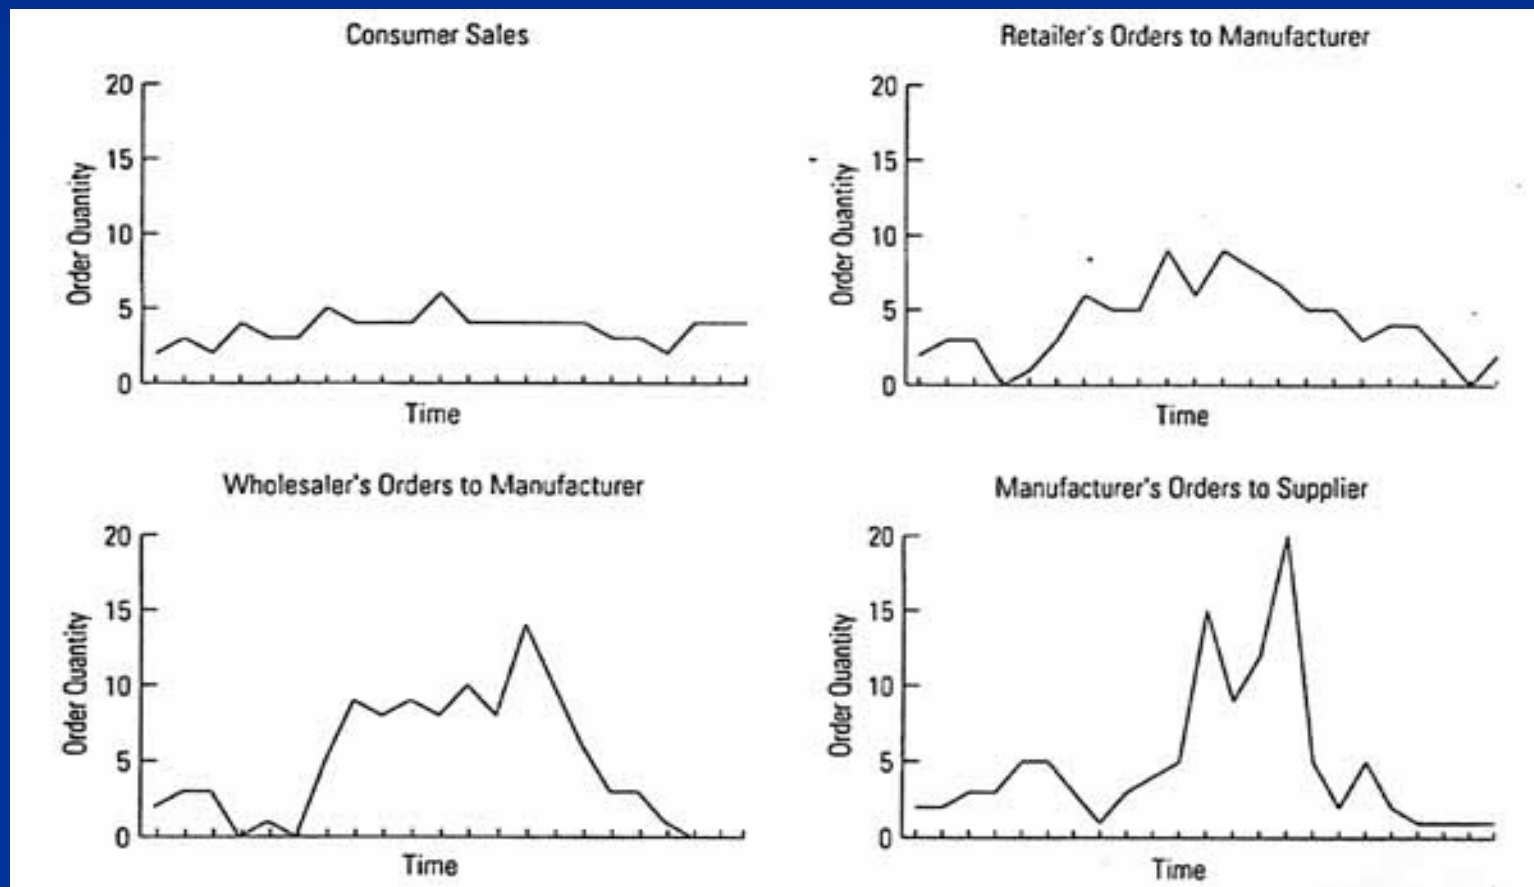 Consumer Sales
20
15
10
5
0
Order Quantity
Time
Retailer's Orders to Manufacturer
20
15
10
5
0
Order Quantity
Time
Wholesaler's Orders to Manufacturer
20
15
10
5
0
Order Quantity
Time
Manufacturer's Orders to Supplier
20
15
10
5
0
Order Quantity
Time